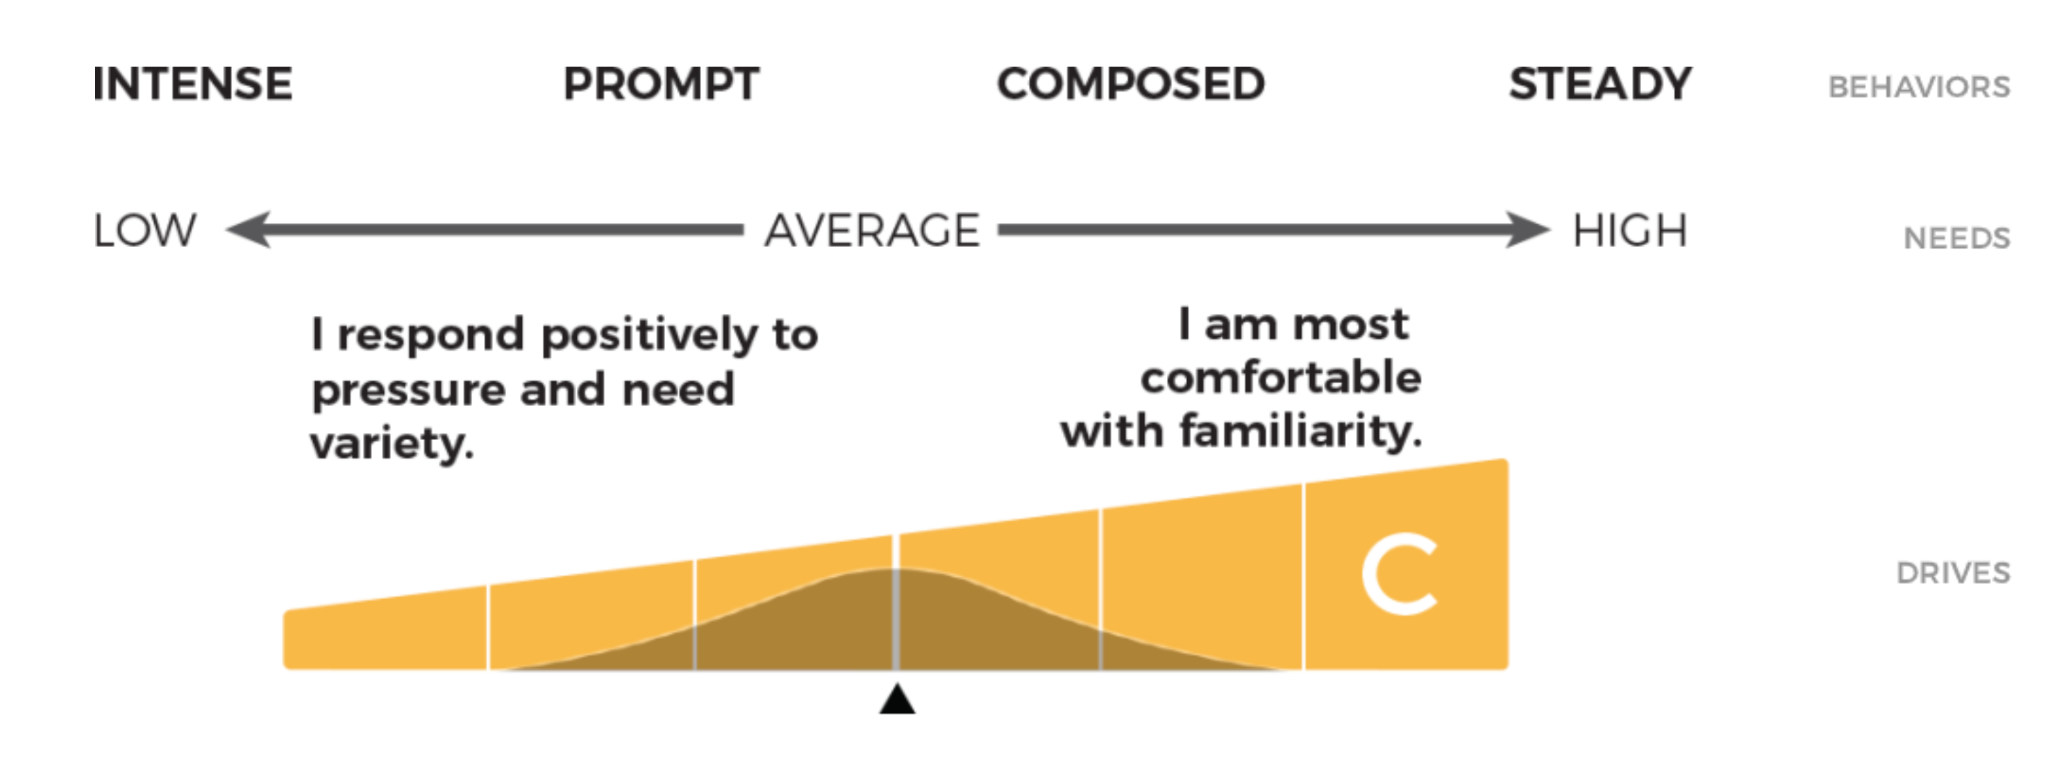 INTENSE PROMPT COMPOSED STEADY BEHAVIORS
LOW AVERAGE HIGH NEEDS
I respond positively to
pressure and need
variety.
I am most
comfortable
with familiarity.
C
DRIVES